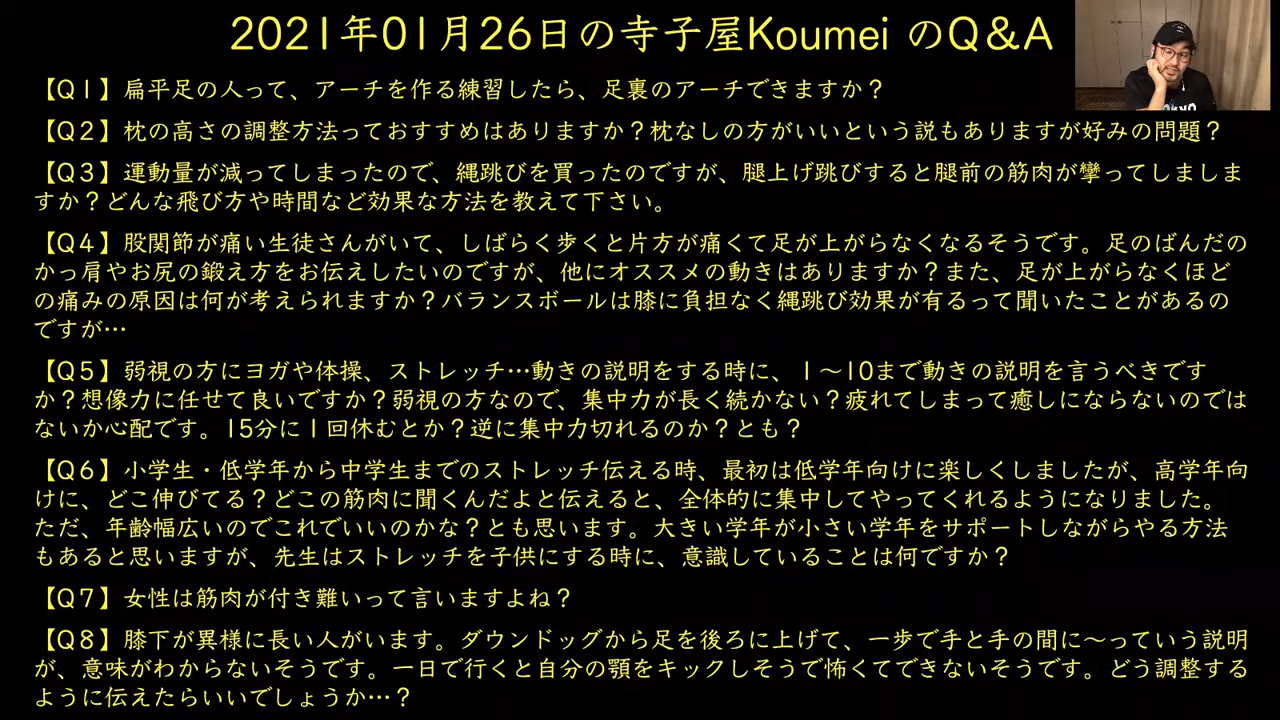 2021年01月26日の寺子屋Koumei のQ&A
【Q1】扁平足の人って、アーチを作る練習したら、足裏のアーチできますか？
【Q2】枕の高さの調整方法っておすすめはありますか？枕なしの方がいいという説もありますが好みの問題？
【Q3】運動量が減ってしまったので、縄跳びを買ったのですが、腿上げ跳びすると腿前の筋肉が攣ってしましま
すか？どんな飛び方や時間など効果な方法を教えて下さい。
【Q4】股関節が痛い生徒さんがいて、しばらく歩くと片方が痛くて足が上がらなくなるそうです。足のばんだの
かっ肩やお尻の鍛え方をお伝えしたいのですが、他にオススメの動きはありますか？また、足が上がらなくほど
の痛みの原因は何が考えられますか？バランスボールは膝に負担なく縄跳び効果が有るって聞いたことがあるの
ですが…
【Q5】弱視の方にヨガや体操、ストレッチ…動きの説明をする時に、1～10まで動きの説明を言うべきです
か？想像力に任せて良いですか？弱視の方なので、集中力が長く続かない？疲れてしまって癒しにならないのでは
ないか心配です。15分に1回休むとか？逆に集中力切れるのか？とも？
【Q6】小学生・低学年から中学生までのストレッチ伝える時、最初は低学年向けに楽しくしましたが、高学年向
けに、どこ伸びてる？どこの筋肉に聞くんだよと伝えると、全体的に集中してやってくれるようになりました。
ただ、年齢幅広いのでこれでいいのかな？とも思います。大きい学年が小さい学年をサポートしながらやる方法
もあると思いますが、先生はストレッチを子供にする時に、意識していることは何ですか？
【Q7】女性は筋肉が付き難いって言いますよね？
【Q8】膝下が異様に長い人がいます。ダウンドッグから足を後ろに上げて、一歩で手と手の間に～っていう説明
が、意味がわからないそうです。一日で行くと自分の顎をキックしそうで怖くてできないそうです。どう調整する
ように伝えたらいいでしょうか…？